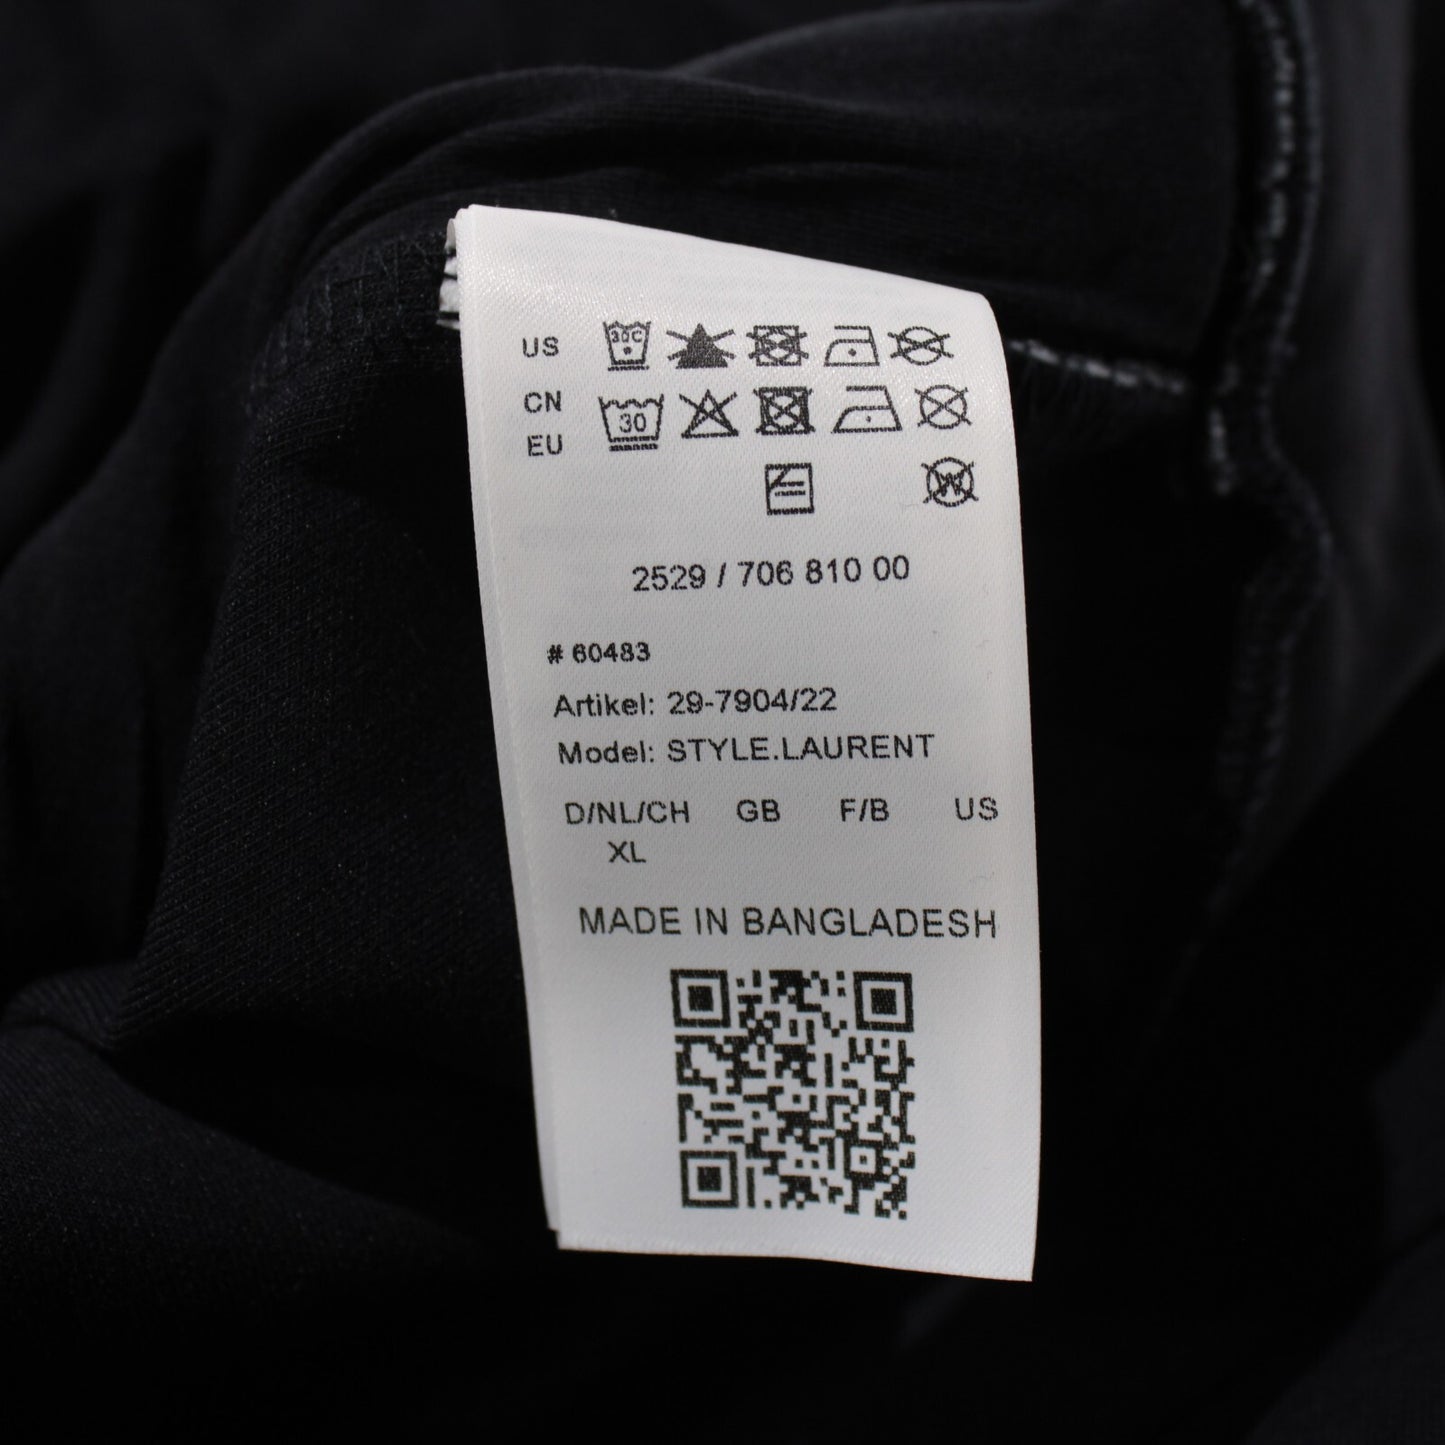 US 30C
CN
EU 30
W
2529 / 706 810 00
# 60483
Artikel: 29-7904/22
Model: STYLE.LAURENT
D/NL/CH GB F/B US
XL
MADE IN BANGLADESH